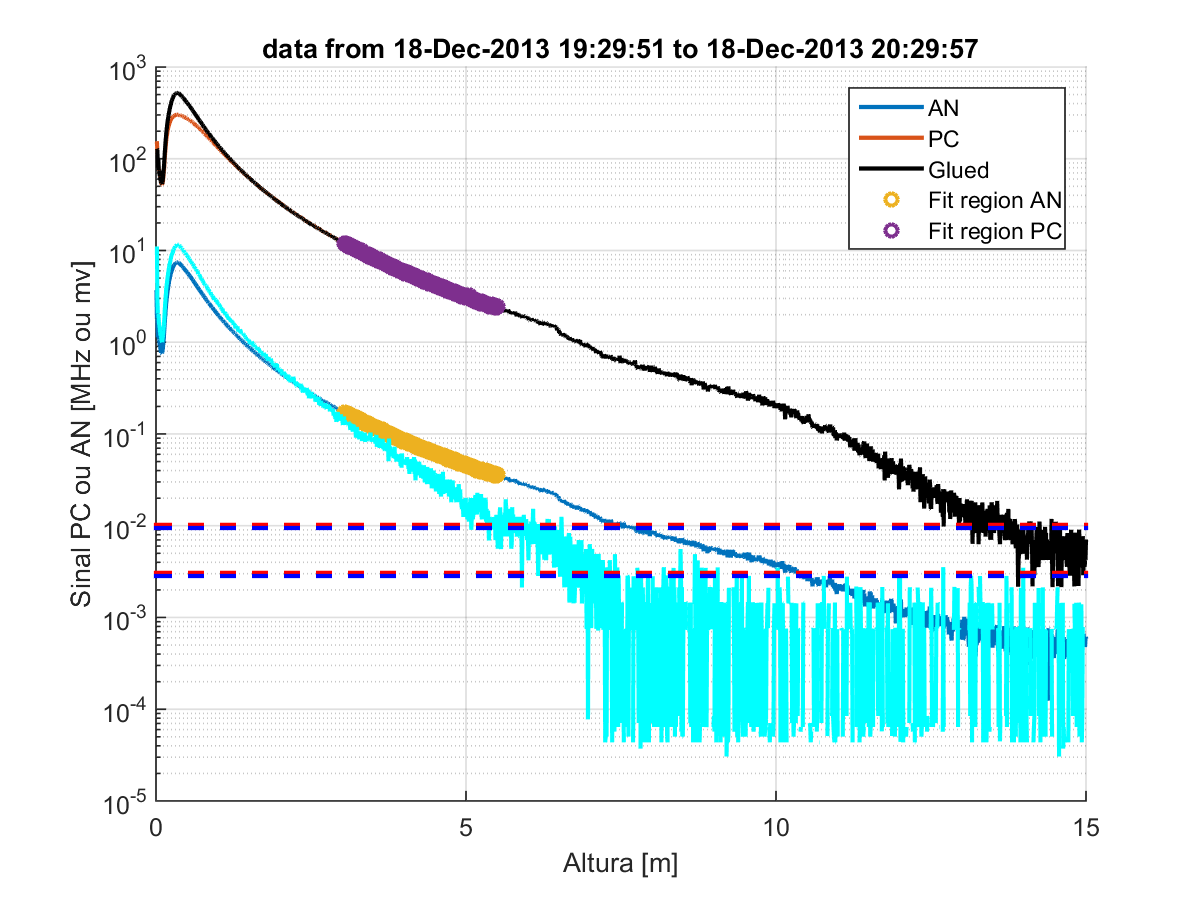 data from 18-Dec-2013 19:29:51 to 18-Dec-2013 20:29:57
AN
PC
Glued
Fit region AN
Fit region PC
Sinal PC ou AN [MHz ou mv]
10^3
10^2
10^1
10^0
10^-1
10^-2
10^-3
10^-4
10^-5
0 5 10 15
Altura [m]